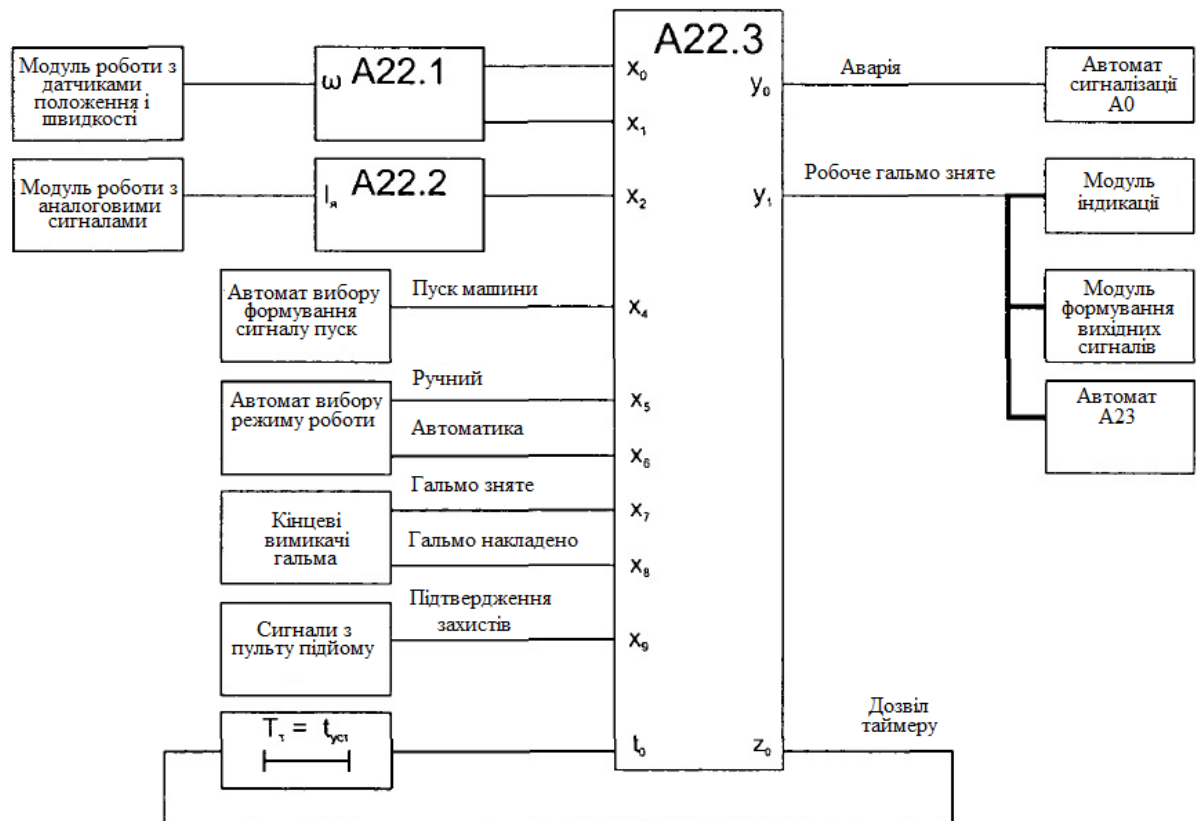 Модуль роботи з
датчиками
положення і
швидкості
ω
A22.1
Модуль роботи з
аналоговими
сигналами
Iя
A22.2
Автомат вибору
формування
сигналу пуск
Пуск машини
Автомат вибору
режиму роботи
Ручний
Автоматика
Кінцеві
вимикачі
гальма
Гальмо зняте
Гальмо накладено
Сигнали з
пульту підйому
Підтвердження
захистів
Tт = tуст
A22.3
x0
x1
x2
x4
x5
x6
x7
x8
x9
t0
y0
y1
z0
Аварія
Робоче гальмо зняте
Дозвіл
таймеру
Автомат
сигналізації
А0
Модуль
індикації
Модуль
формування
вихідних
сигналів
Автомат
А23